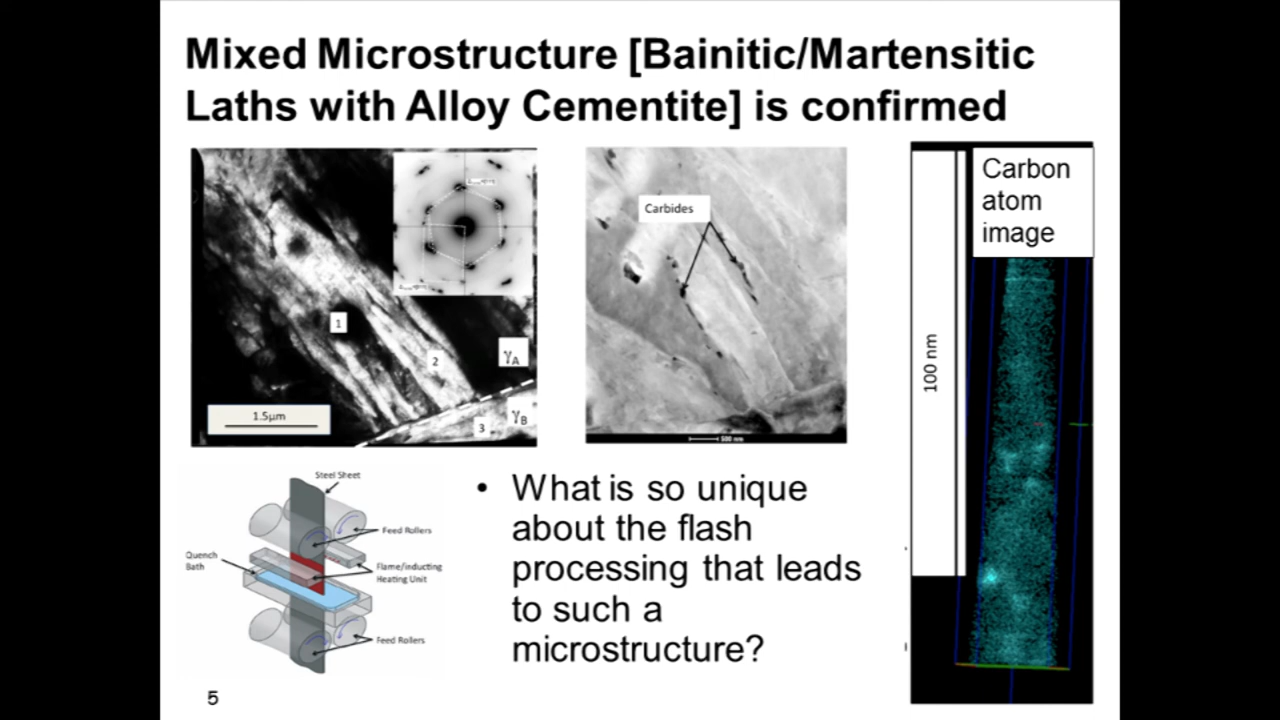 Mixed Microstructure [Bainitic/Martensitic
Laths with Alloy Cementite] is confirmed
1
2
3
γA
γB
1.5µm
Carbides
500 nm
Carbon
atom
image
100 nm
Steel Sheet
Feed Rollers
Quench
Bath
Flame/inducting
Heating Unit
Feed Rollers
• What is so unique
about the flash
processing that leads
to such a
microstructure?
5